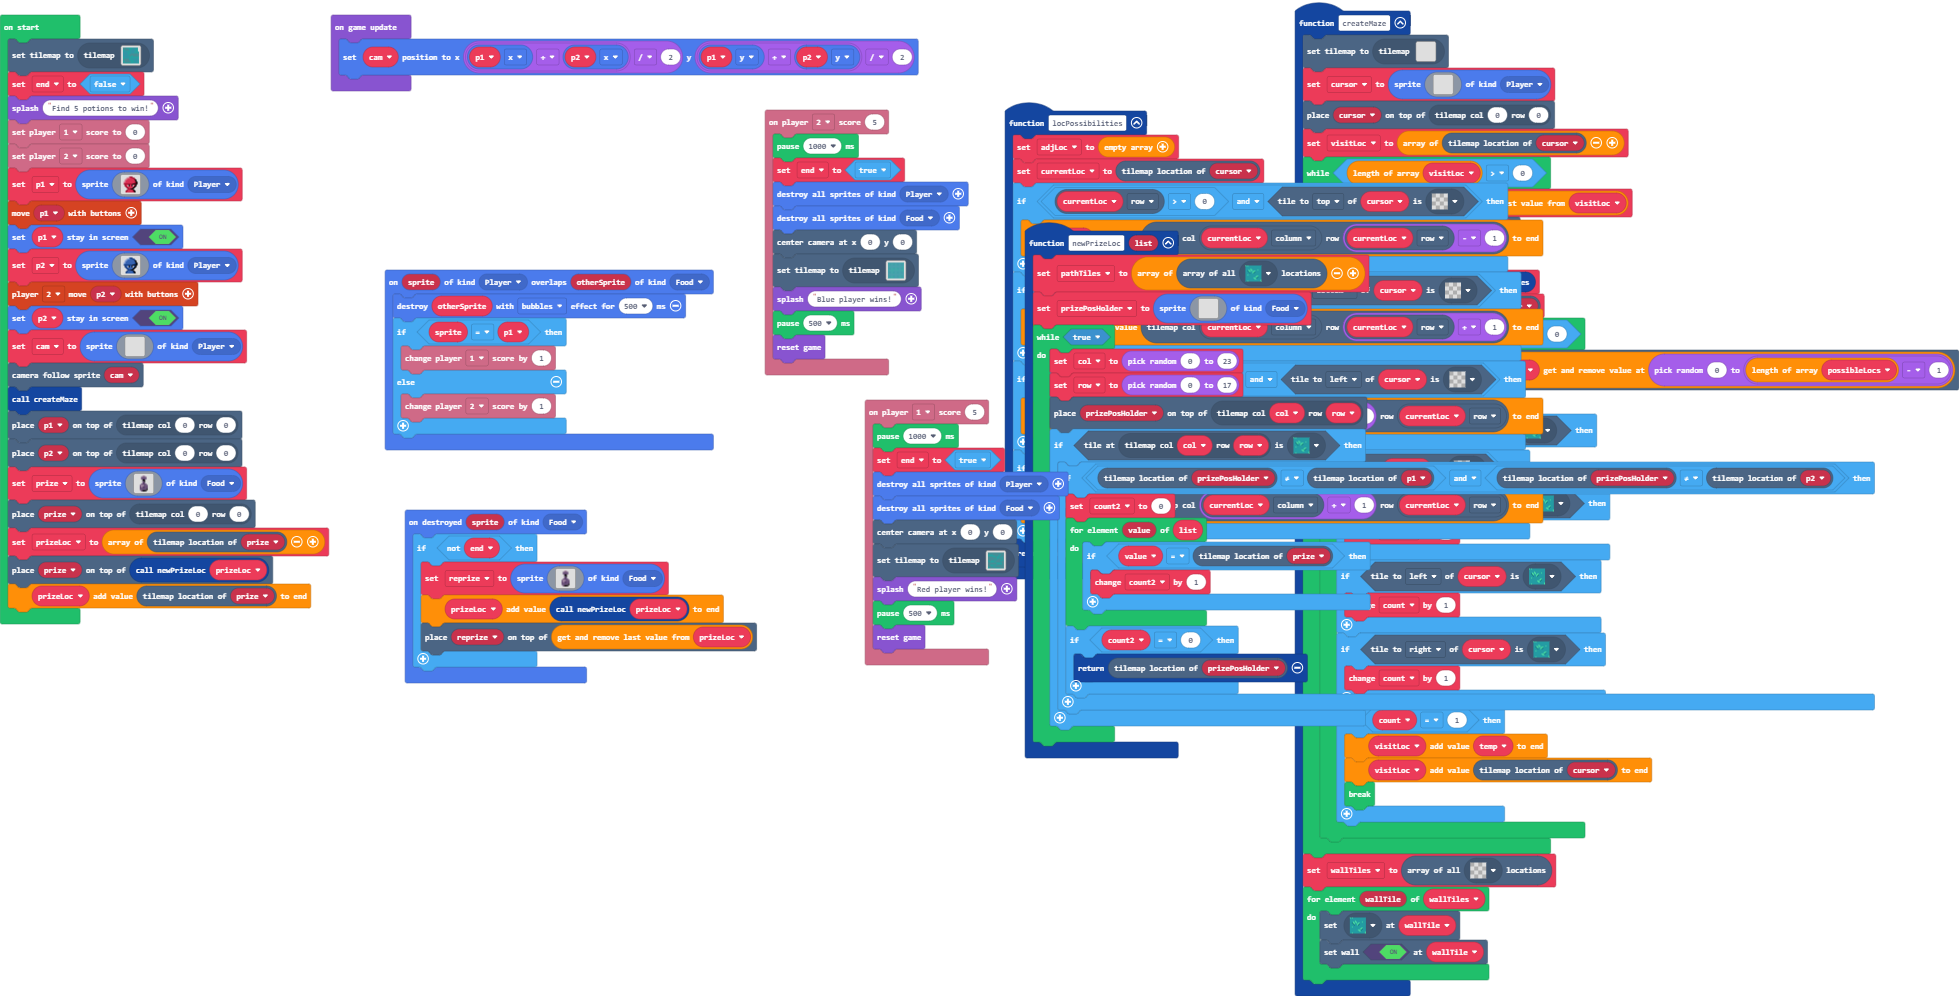 on start
set tilemap to tilemap
set end to false
splash "Find 5 potions to win!"
set player 1 score to 0
set player 2 score to 0
set p1 to sprite of kind Player
move p1 with buttons
set p1 stay in screen ON
set p2 to sprite of kind Player
player 2 move p2 with buttons
set p2 stay in screen ON
set cam to sprite of kind Player
camera follow sprite cam
call createMaze
place p1 on top of tilemap col 0 row 0
place p2 on top of tilemap col 0 row 0
set prize to sprite of kind Food
place prize on top of tilemap col 0 row 0
set prizeLoc to array of tilemap location of prize
place prize on top of call newPrizeLoc prizeLoc
prizeLoc add value tilemap location of prize to end
on game update
set cam position to x p1 x + p2 x / 2 y p1 y + p2 y / 2
on sprite of kind Player overlaps otherSprite of kind Food
destroy otherSprite with bubbles effect for 500 ms
if sprite = p1 then
change player 1 score by 1
else
change player 2 score by 1
on destroyed sprite of kind Food
if not end then
set reprize to sprite of kind Food
prizeLoc add value call newPrizeLoc prizeLoc to end
place reprize on top of get and remove last value from prizeLoc
on player 2 score 5
pause 1000 ms
set end to true
destroy all sprites of kind Player
destroy all sprites of kind Food
center camera at x 0 y 0
set tilemap to tilemap
splash "Blue player wins!"
pause 500 ms
reset game
on player 1 score 5
pause 1000 ms
set end to true
destroy all sprites of kind Player
destroy all sprites of kind Food
center camera at x 0 y 0
set tilemap to tilemap
splash "Red player wins!"
pause 500 ms
reset game
function locPossibilities
set adjLoc to empty array
set currentLoc to tilemap location of cursor
if currentLoc row > 0 and tile to top of cursor is then
col currentLoc column row currentLoc row - 1 to end
cursor is then
value tilemap col currentLoc column row currentLoc row + 1 to end
and tile to left of cursor is then
row currentLoc row to end
col currentLoc column + 1 row currentLoc row to end
function newPrizeLoc list
set pathTiles to array of array of all locations
set prizePosHolder to sprite of kind Food
while true
do
set col to pick random 0 to 23
set row to pick random 0 to 17
place prizePosHolder on top of tilemap col col row row
if tile at tilemap col col row row is then
tilemap location of prizePosHolder ≠ tilemap location of p1 and tilemap location of prizePosHolder ≠ tilemap location of p2 then
set count2 to 0
for element value of list
do
if value = tilemap location of prize then
change count2 by 1
if count2 = 0 then
return tilemap location of prizePosHolder
function createMaze
set tilemap to tilemap
set cursor to sprite of kind Player
place cursor on top of tilemap col 0 row 0
set visitLoc to array of tilemap location of cursor
while length of array visitLoc > 0
value from visitLoc
0
get and remove value at pick random 0 to length of array possibleLocs - 1
then
then
if tile to left of cursor is then
count by 1
if tile to right of cursor is then
change count by 1
count = 1 then
visitLoc add value temp to end
visitLoc add value tilemap location of cursor to end
break
set wallTiles to array of all locations
for element wallTile of wallTiles
do
set at wallTile
set wall ON at wallTile